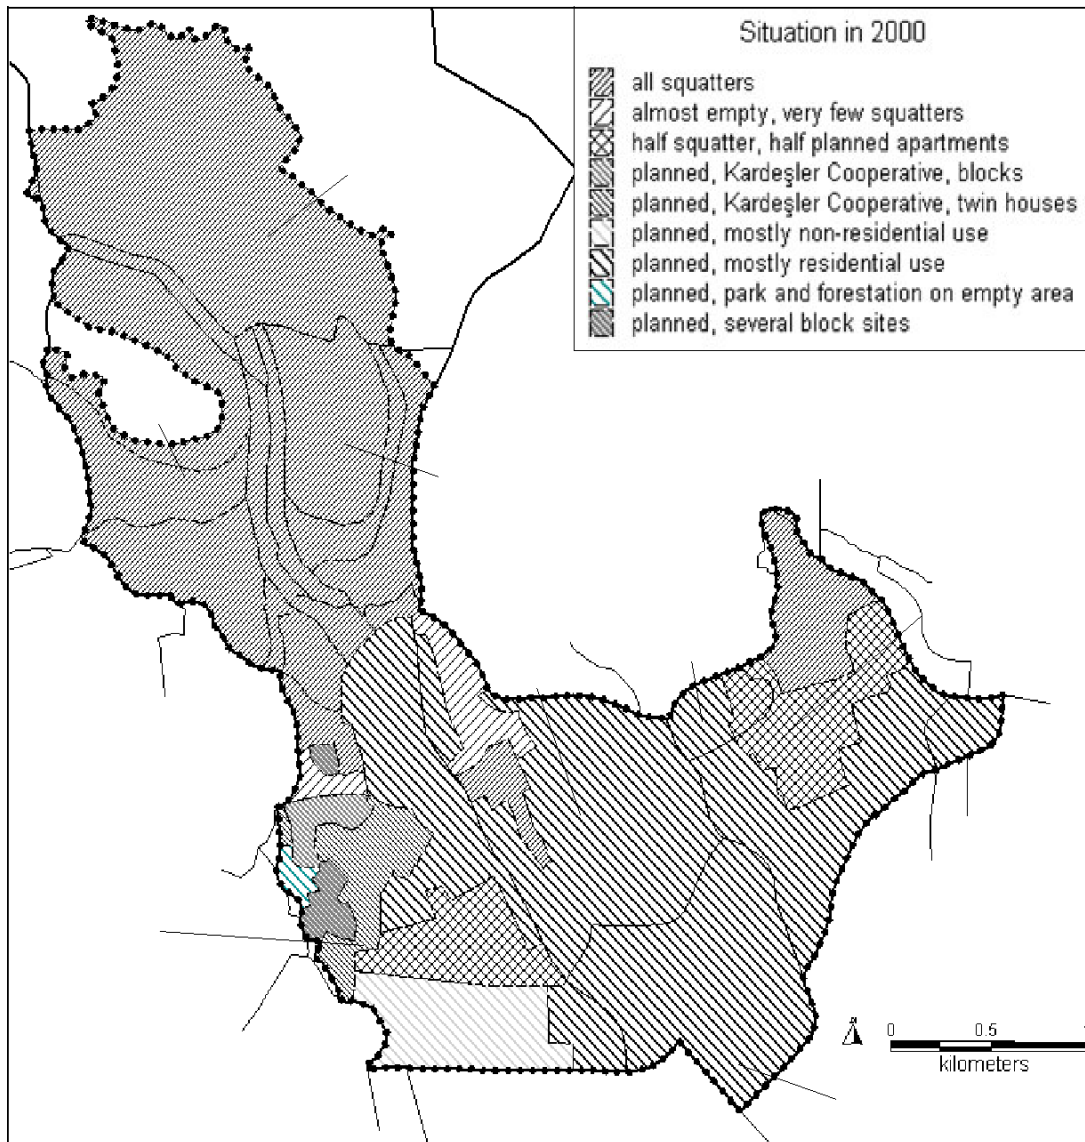 Situation in 2000
all squatters
almost empty, very few squatters
half squatter, half planned apartments
planned, Kardeşler Cooperative, blocks
planned, Kardeşler Cooperative, twin houses
planned, mostly non-residential use
planned, mostly residential use
planned, park and forestation on empty area
planned, several block sites
0 0.5 1
kilometers